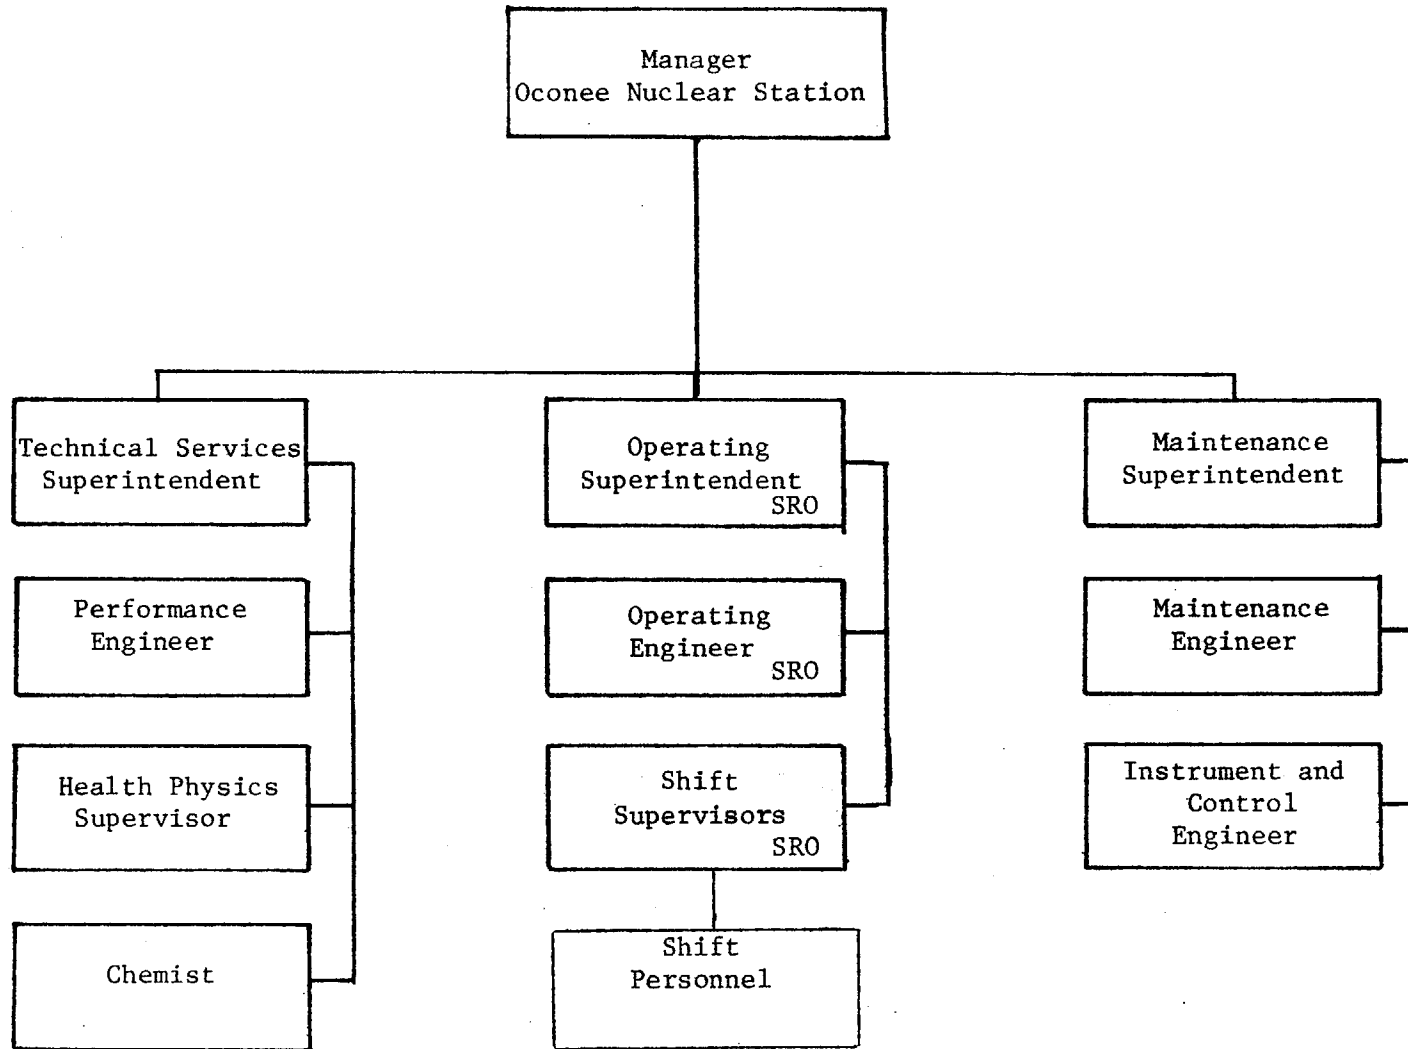 Manager
Oconee Nuclear Station
Technical Services
Superintendent
Operating
Superintendent
SRO
Maintenance
Superintendent
Performance
Engineer
Operating
Engineer
SRO
Maintenance
Engineer
Health Physics
Supervisor
Shift
Supervisors
SRO
Instrument and
Control
Engineer
Chemist
Shift
Personnel